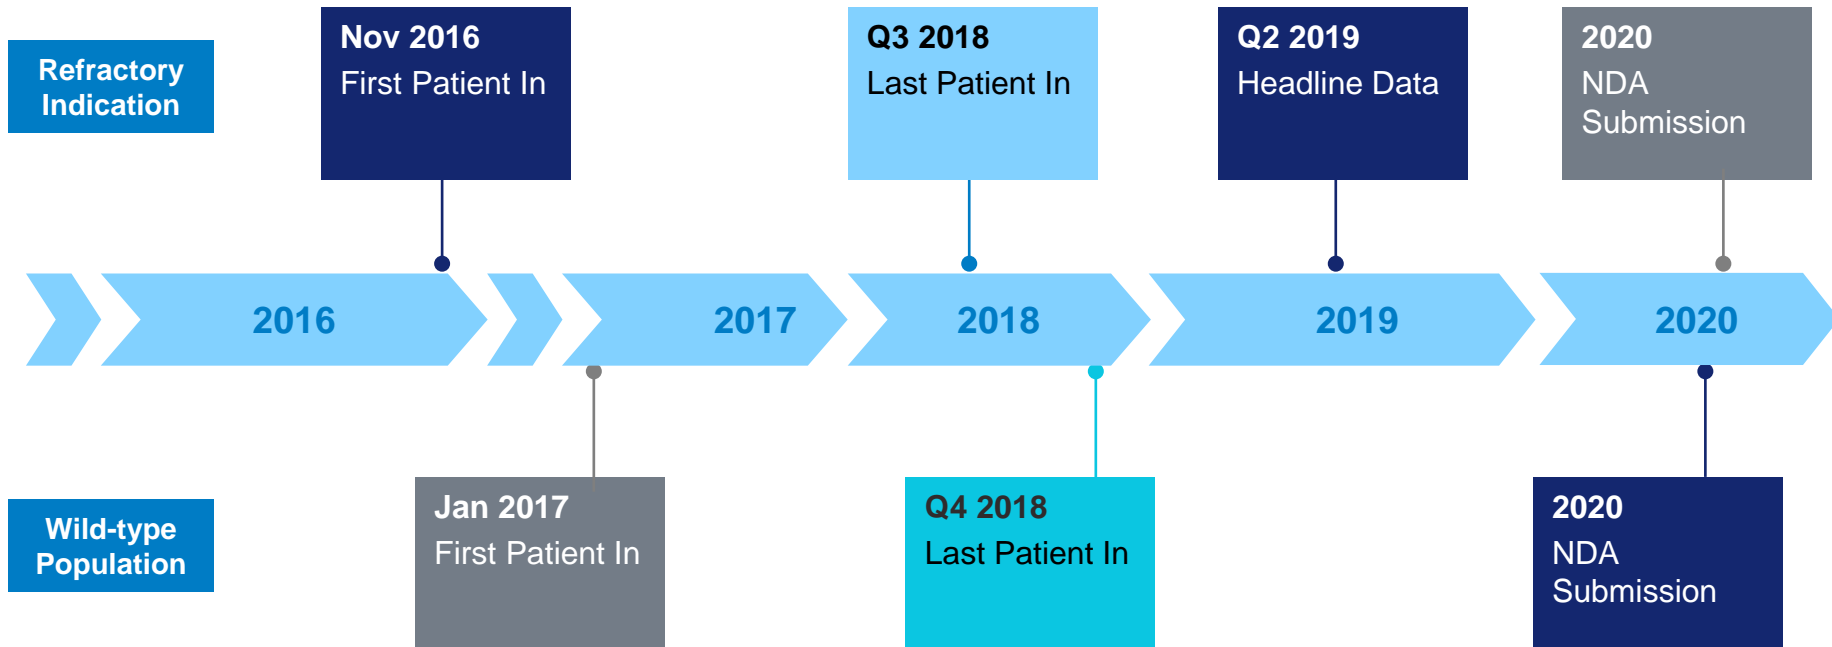 Refractory
Indication
Nov 2016
First Patient In
Q3 2018
Last Patient In
Q2 2019
Headline Data
2020
NDA
Submission
2016
2017
2018
2019
2020
Wild-type
Population
Jan 2017
First Patient In
Q4 2018
Last Patient In
2020
NDA
Submission